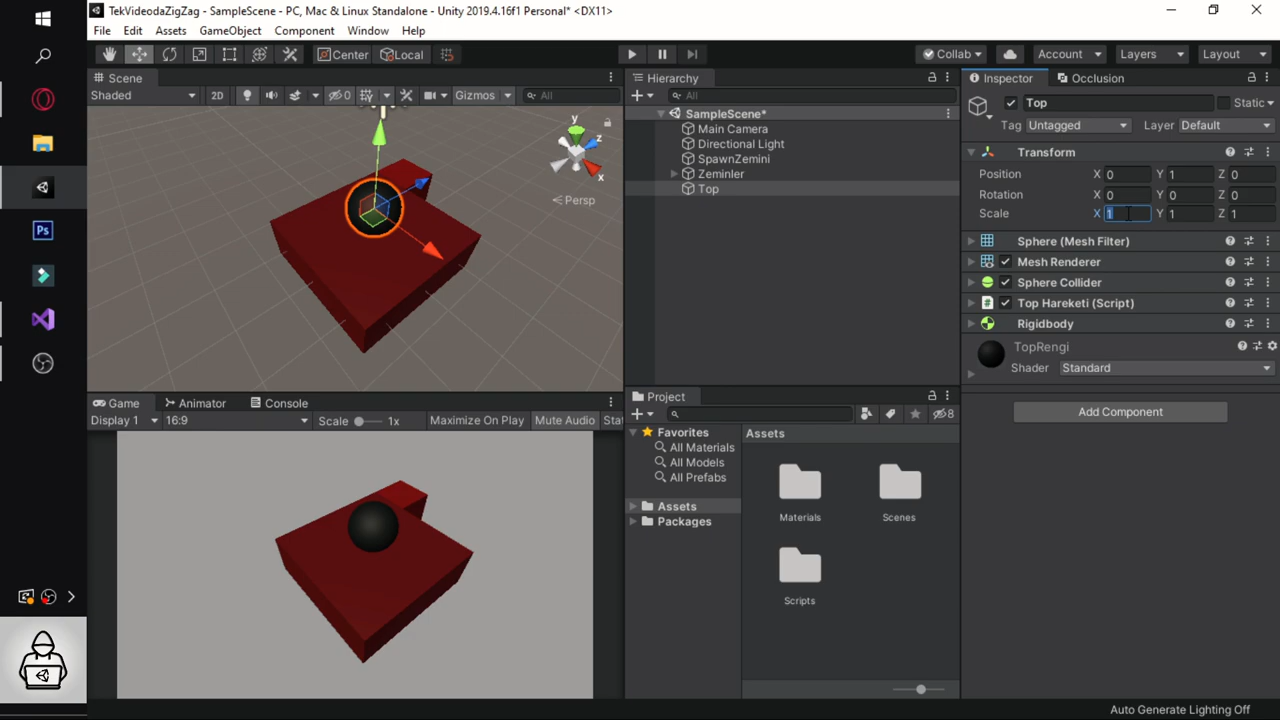 TekVideodaZigZag - SampleScene - PC, Mac & Linux Standalone - Unity 2019.4.16f1 Personal* <DX11>
File Edit Assets GameObject Component Window Help
Center Local Collab Account Layers Layout
Scene
Shaded 2D 0 Gizmos All
y
z
x
Persp
Game Animator Console
Display 1 16:9 Scale 1x Maximize On Play Mute Audio Stat
Hierarchy
All
SampleScene*
Main Camera
Directional Light
SpawnZemini
Zeminler
Top
Project
8
Favorites
All Materials
All Models
All Prefabs
Assets
Packages
Assets
Materials
Scenes
Scripts
Inspector Occlusion
Top Static
Tag Untagged Layer Default
Transform
Position X 0 Y 1 Z 0
Rotation X 0 Y 0 Z 0
Scale X 1 Y 1 Z 1
Sphere (Mesh Filter)
Mesh Renderer
Sphere Collider
# Top Hareketi (Script)
Rigidbody
TopRengi
Shader Standard
Add Component
Auto Generate Lighting Off
Ps